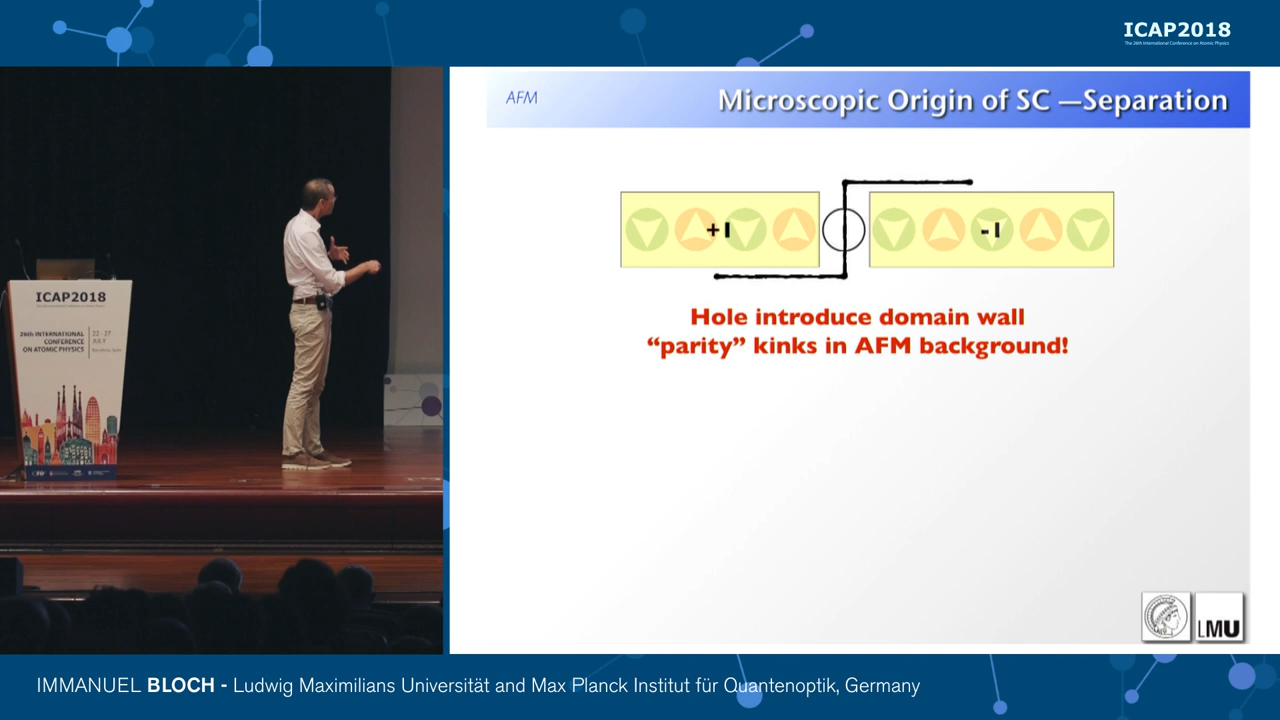 ICAP2018
The 26th International Conference on Atomic Physics
AFM
Microscopic Origin of SC —Separation
+1
-1
Hole introduce domain wall
“parity” kinks in AFM background!
ICAP2018
26th INTERNATIONAL
CONFERENCE
ON ATOMIC PHYSICS
22 - 27
JULY
Barcelona, Spain
LMU
IMMANUEL BLOCH - Ludwig Maximilians Universität and Max Planck Institut für Quantenoptik, Germany